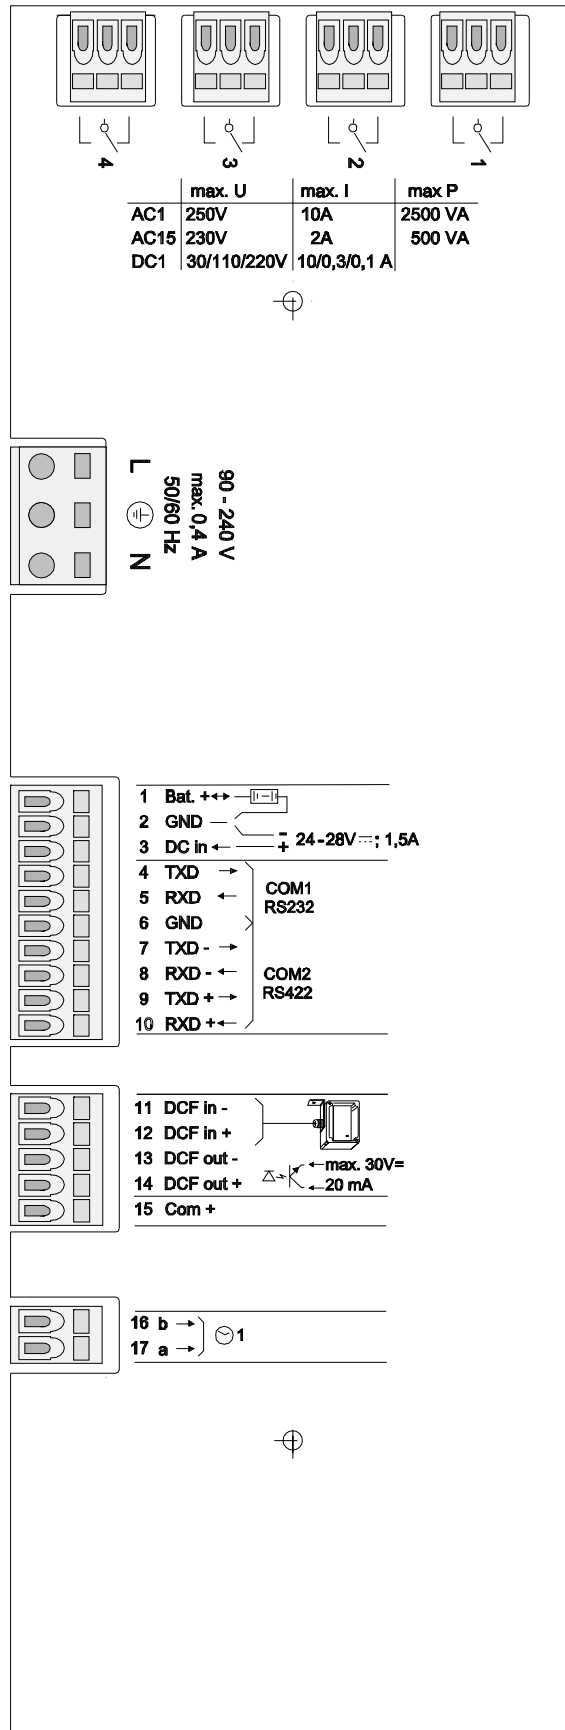 4 3 2 1
max. U max. I max P
AC1 250V 10A 2500 VA
AC15 230V 2A 500 VA
DC1 30/110/220V 10/0,3/0,1 A
L N
90 - 240 V
max. 0,4 A
50/60 Hz
1 Bat. +
2 GND
3 DC in
- 24-28V ; 1,5A
+
4 TXD
5 RXD
6 GND
COM1
RS232
7 TXD -
8 RXD -
9 TXD +
10 RXD +
COM2
RS422
11 DCF in -
12 DCF in +
13 DCF out -
14 DCF out +
max. 30V=
20 mA
15 Com +
16 b
17 a
1